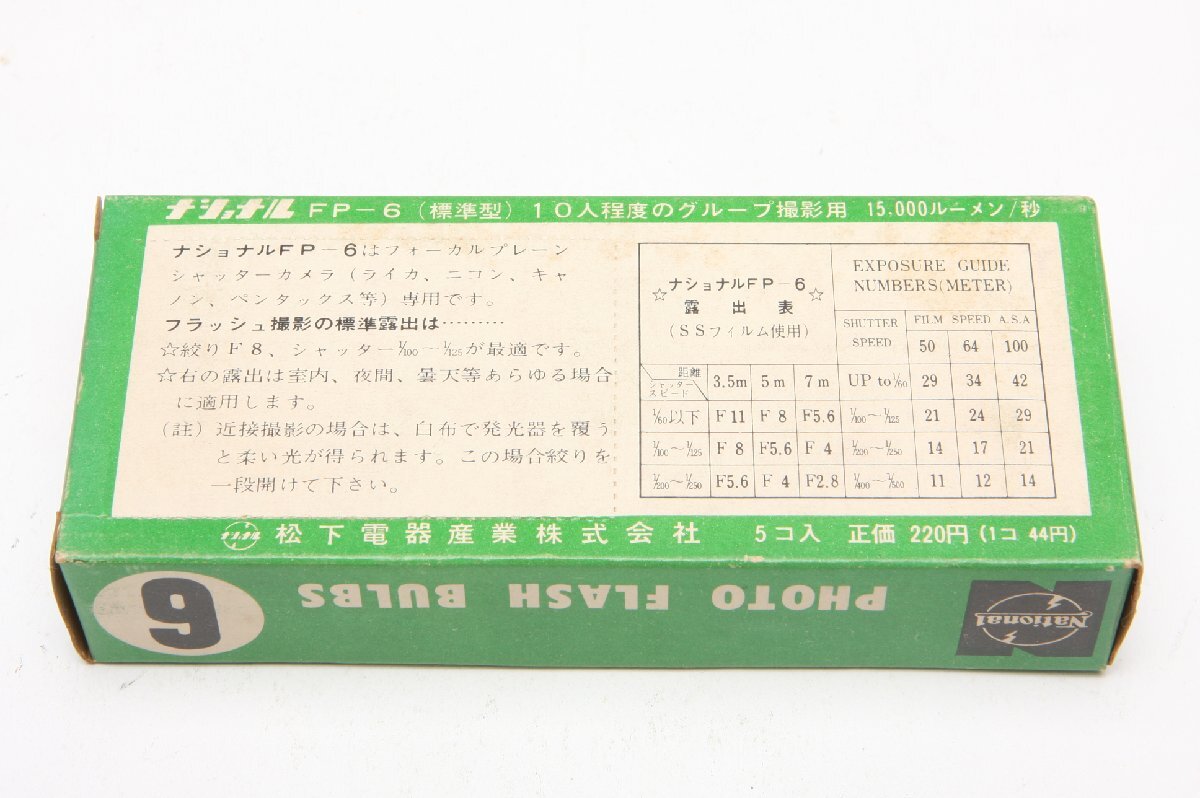 ナショナル FP-6 (標準型) 10人程度のグループ撮影用 15,000ルーメン/秒
ナショナルFP-6はフォーカルプレーン
シャッターカメラ(ライカ、ニコン、キャ
ノン、ペンタックス等)専用です。
フラッシュ撮影の標準露出は………
☆絞りF8、シャッター1/100〜1/125が最適です。
☆右の露出は室内、夜間、曇天等あらゆる場合
に適用します。
(註) 近接撮影の場合は、白布で発光器を覆う
と柔い光が得られます。この場合絞りを
一段開けて下さい。
☆ナショナルFP-6☆
露出表
(SSフィルム使用)
距離
シャッタースピード
3.5m 5m 7m
1/60以下 F11 F8 F5.6
1/100〜1/125 F8 F5.6 F4
1/200〜1/250 F5.6 F4 F2.8
EXPOSURE GUIDE
NUMBERS(METER)
SHUTTER SPEED
FILM SPEED A.S.A
50 64 100
UP to 1/60 29 34 42
1/100〜1/125 21 24 29
1/200〜1/250 14 17 21
1/400〜1/500 11 12 14
ナショナル 松下電器産業株式会社 5コ入 正価 220円(1コ 44円)
6 PHOTO FLASH BULBS National